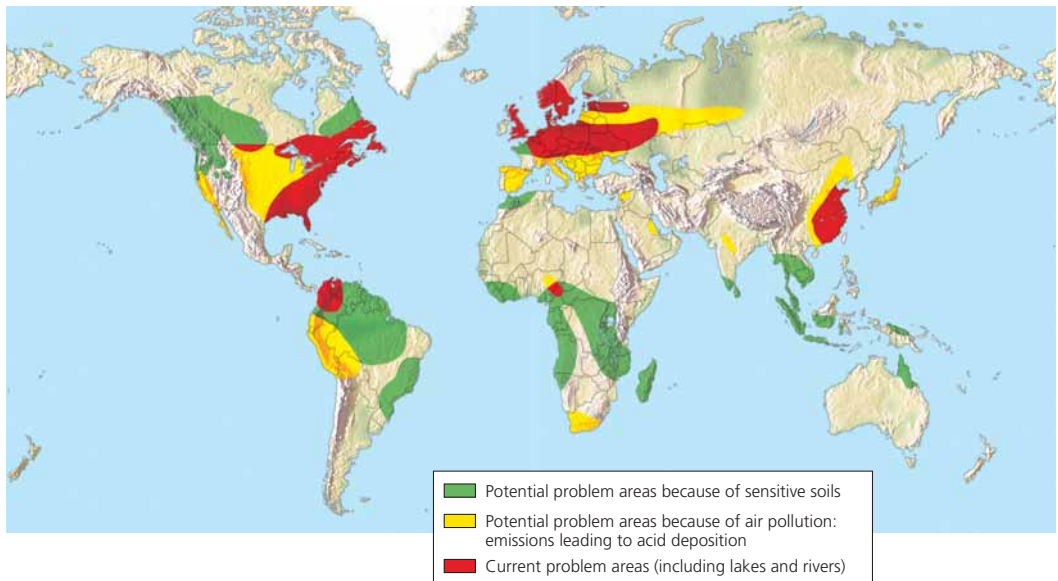 Potential problem areas because of sensitive soils
Potential problem areas because of air pollution:
emissions leading to acid deposition
Current problem areas (including lakes and rivers)